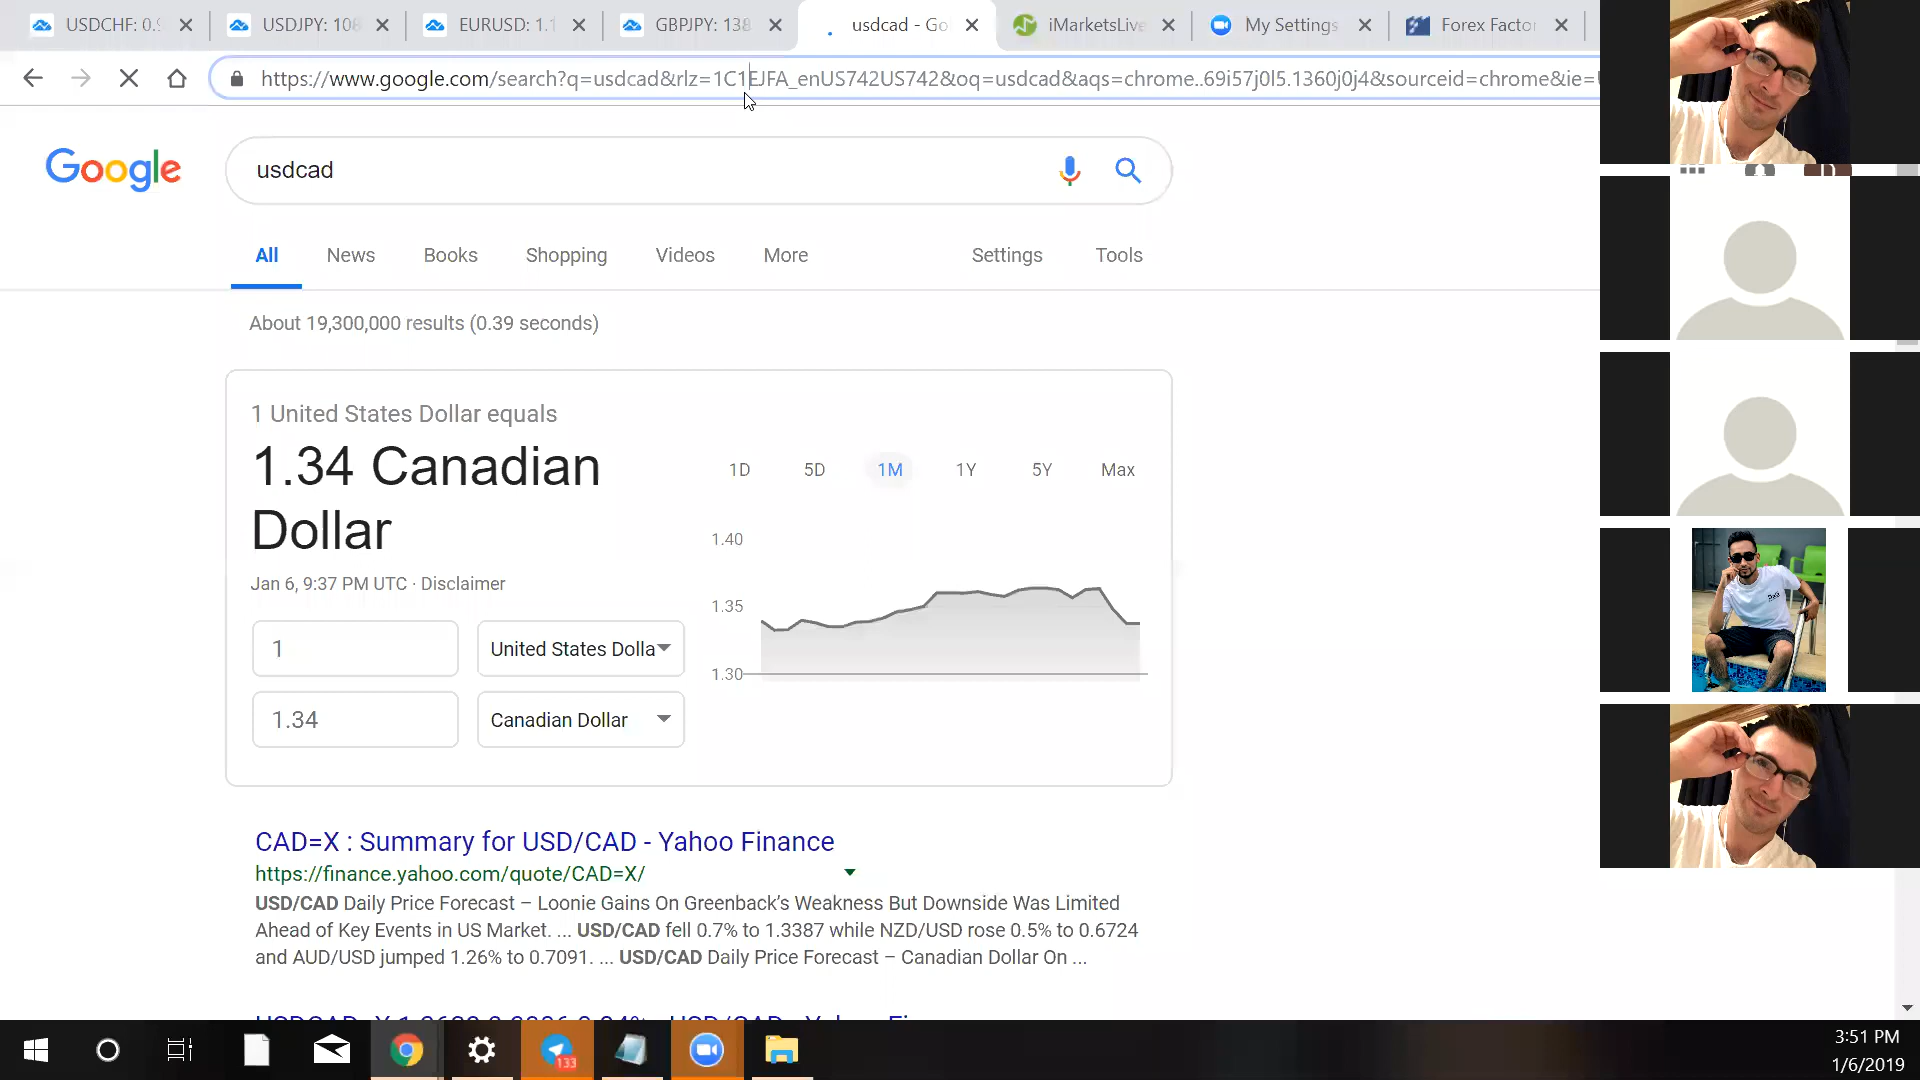 USDCHF: 0.9
USDJPY: 108
EURUSD: 1.1
GBPJPY: 138
usdcad - Go
iMarketsLive
My Settings
Forex Factor
https://www.google.com/search?q=usdcad&rlz=1C1EJFA_enUS742US742&oq=usdcad&aqs=chrome..69i57j0l5.1360j0j4&sourceid=chrome&ie=
Google
usdcad
All News Books Shopping Videos More Settings Tools
About 19,300,000 results (0.39 seconds)
1 United States Dollar equals
1.34 Canadian
Dollar
Jan 6, 9:37 PM UTC · Disclaimer
1 United States Dolla
1.34 Canadian Dollar
1D 5D 1M 1Y 5Y Max
1.40
1.35
1.30
CAD=X : Summary for USD/CAD - Yahoo Finance
https://finance.yahoo.com/quote/CAD=X/
USD/CAD Daily Price Forecast – Loonie Gains On Greenback's Weakness But Downside Was Limited
Ahead of Key Events in US Market. ... USD/CAD fell 0.7% to 1.3387 while NZD/USD rose 0.5% to 0.6724
and AUD/USD jumped 1.26% to 0.7091. ... USD/CAD Daily Price Forecast – Canadian Dollar On ...
133
3:51 PM
1/6/2019